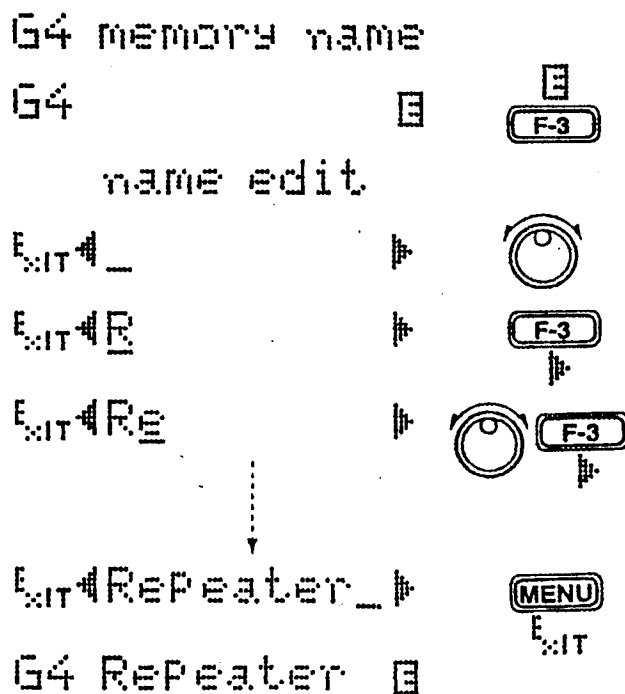 G4 memory name
G4 E E
F-3
name edit
EXIT _
EXIT R F-3
EXIT Re F-3
EXIT Repeater_ MENU
EXIT
G4 Repeater E